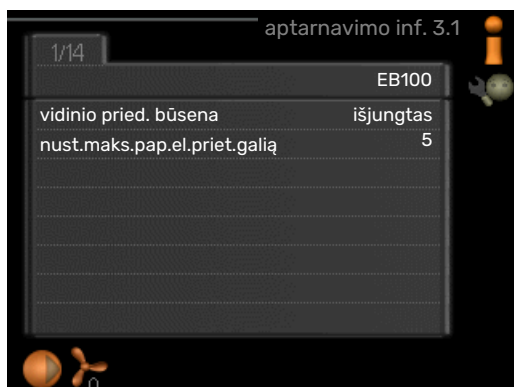 aptarnavimo inf. 3.1
1/14
EB100
vidinio pried. būsena išjungtas
nust.maks.pap.el.priet.galią 5
0